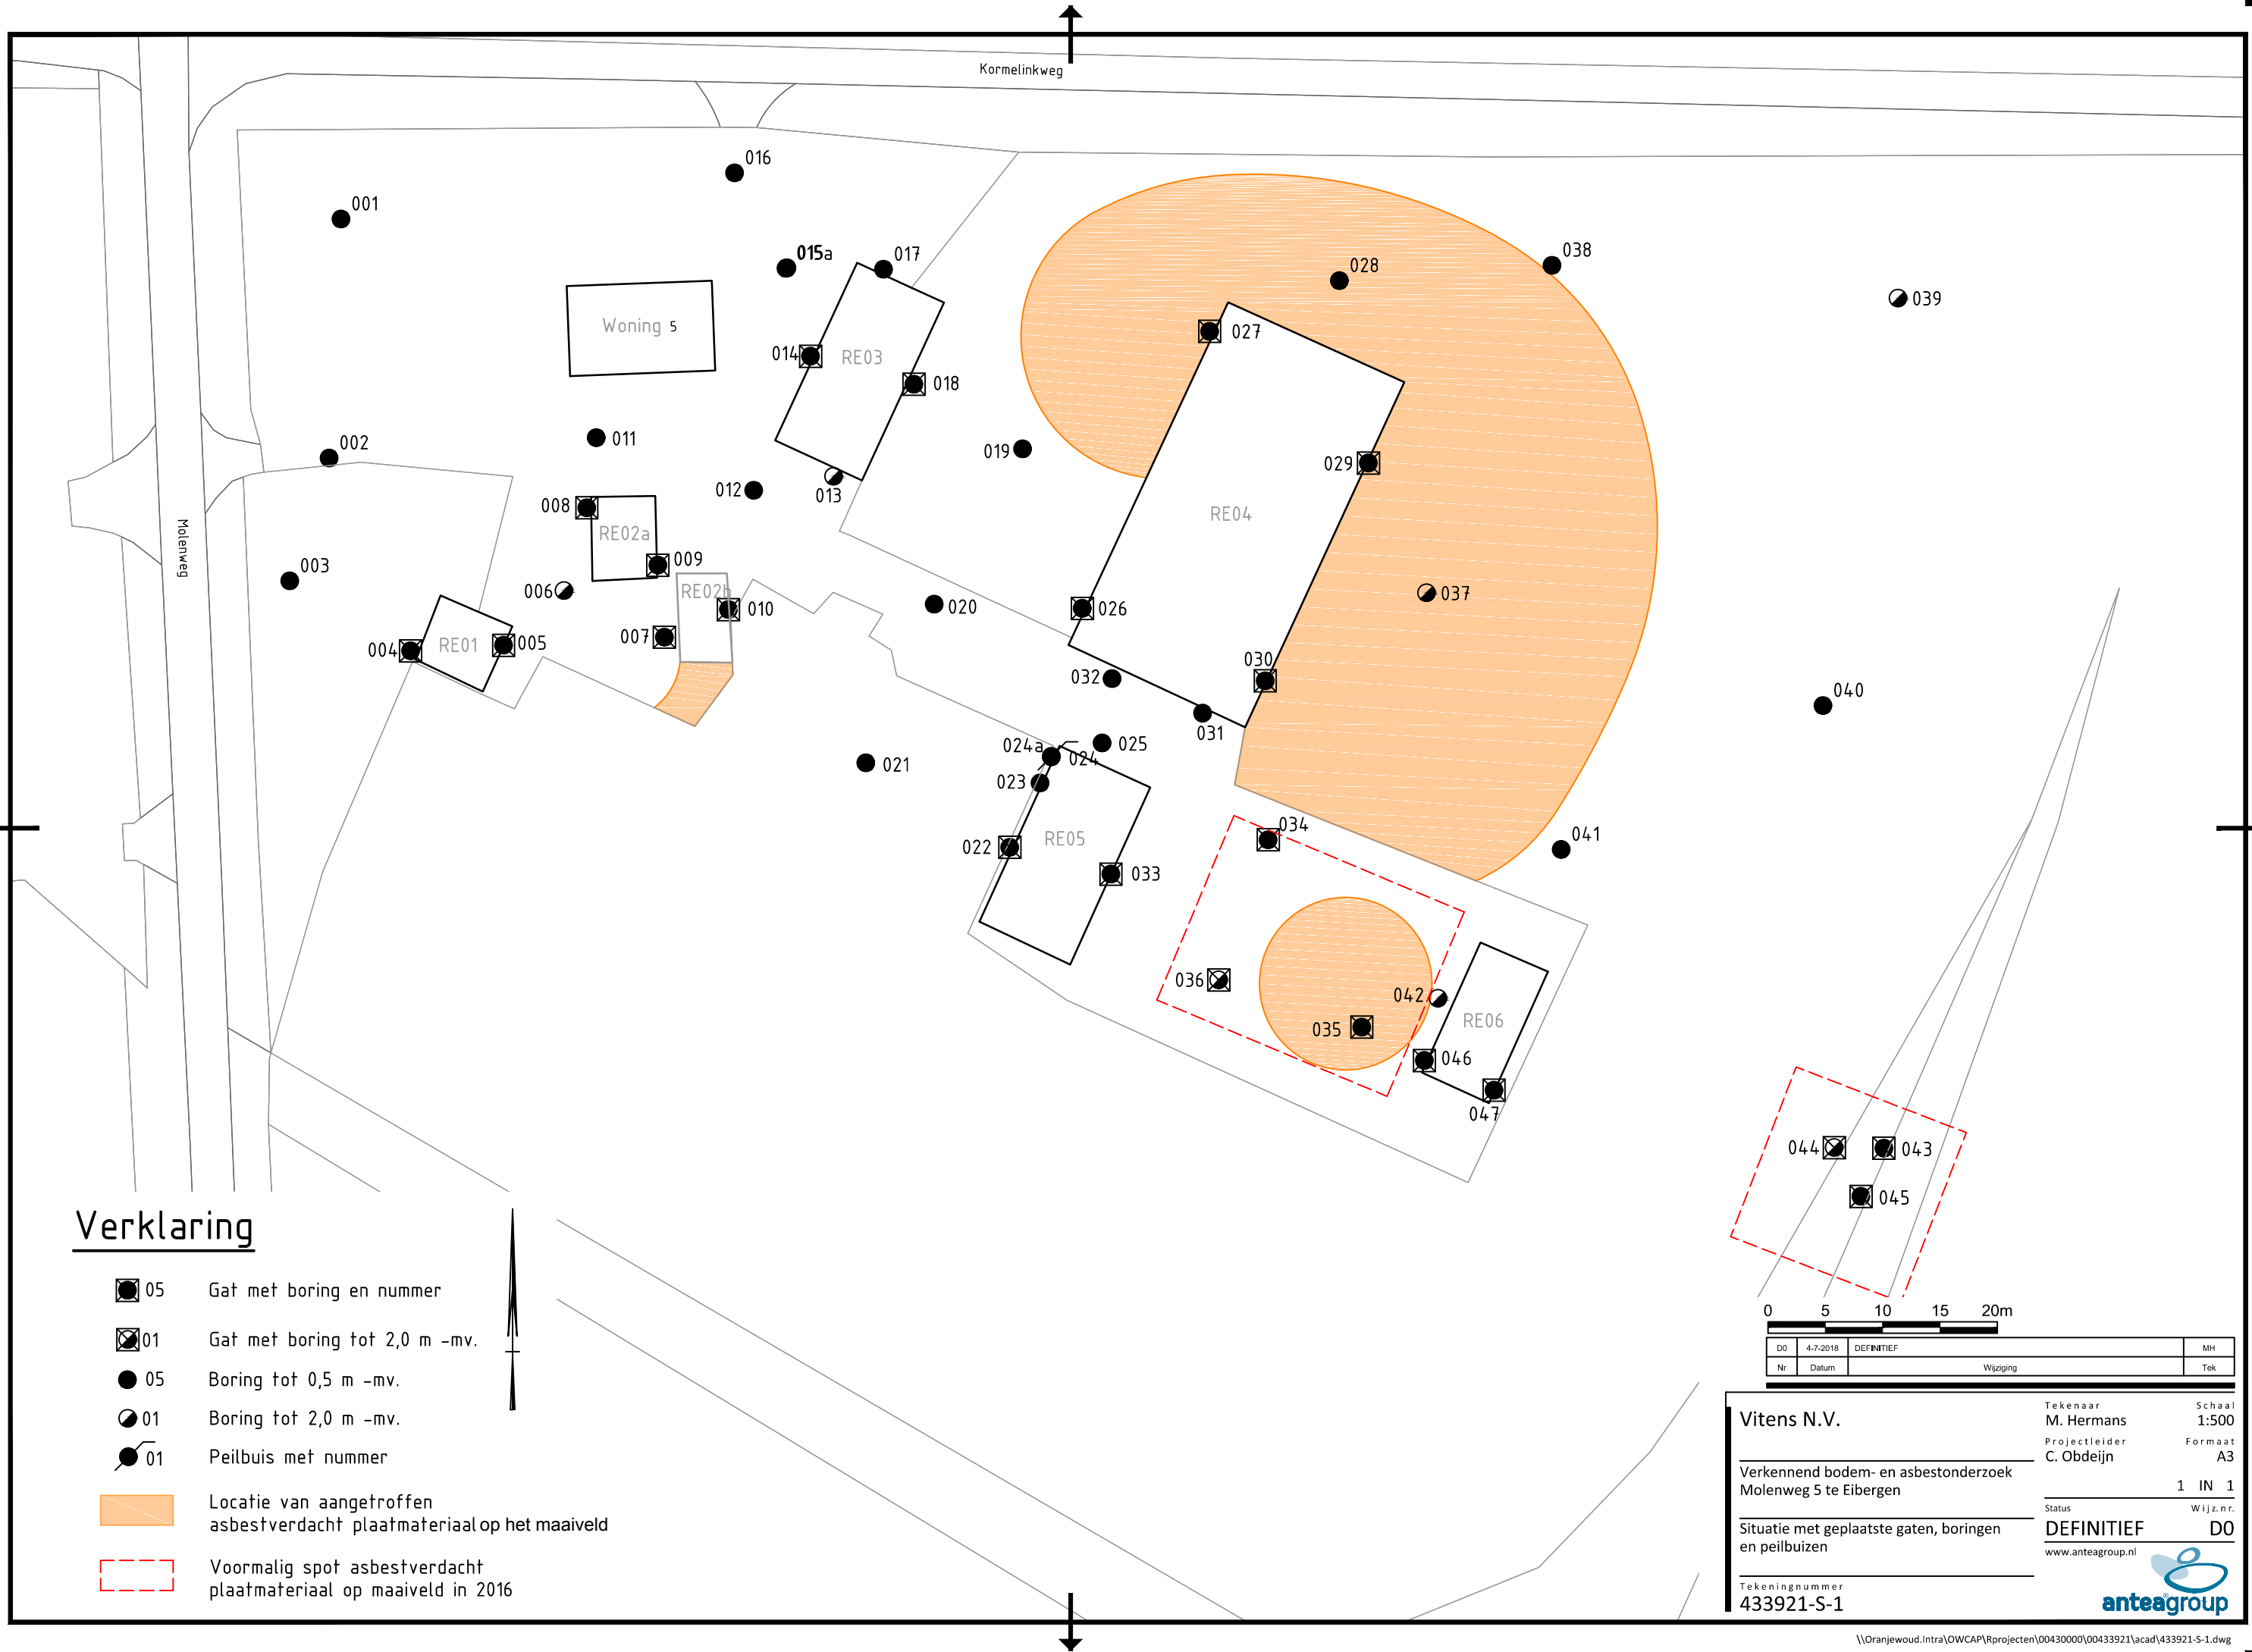 Kormelinkweg
016
001
015a
017
038
028
039
Woning 5
027
014
RE03
018
002
011
019
029
012
013
008
RE04
RE02a
Molenweg
009
003
006
RE02b
037
010
020
026
007
004
RE01
005
030
032
040
031
024a
025
024
021
023
034
041
RE05
022
033
036
042
RE06
035
046
047
044
043
045
Verklaring
05 Gat met boring en nummer
01 Gat met boring tot 2,0 m -mv.
05 Boring tot 0,5 m -mv.
01 Boring tot 2,0 m -mv.
01 Peilbuis met nummer
Locatie van aangetroffen
asbestverdacht plaatmateriaal op het maaiveld
Voormalig spot asbestverdacht
plaatmateriaal op maaiveld in 2016
0 5 10 15 20m
D0 4-7-2018 DEFINITIEF MH
Nr Datum Wijziging Tek
Vitens N.V.
Tekenaar Schaal
M. Hermans 1:500
Projectleider Formaat
C. Obdeijn A3
Verkennend bodem- en asbestonderzoek
Molenweg 5 te Eibergen
1 IN 1
Status Wijz.nr.
DEFINITIEF D0
Situatie met geplaatste gaten, boringen
en peilbuizen
www.anteagroup.nl
Tekeningnummer
433921-S-1
anteagroup
\\Oranjewoud.Intra\OWCAP\Rprojecten\00430000\00433921\acad\433921-S-1.dwg